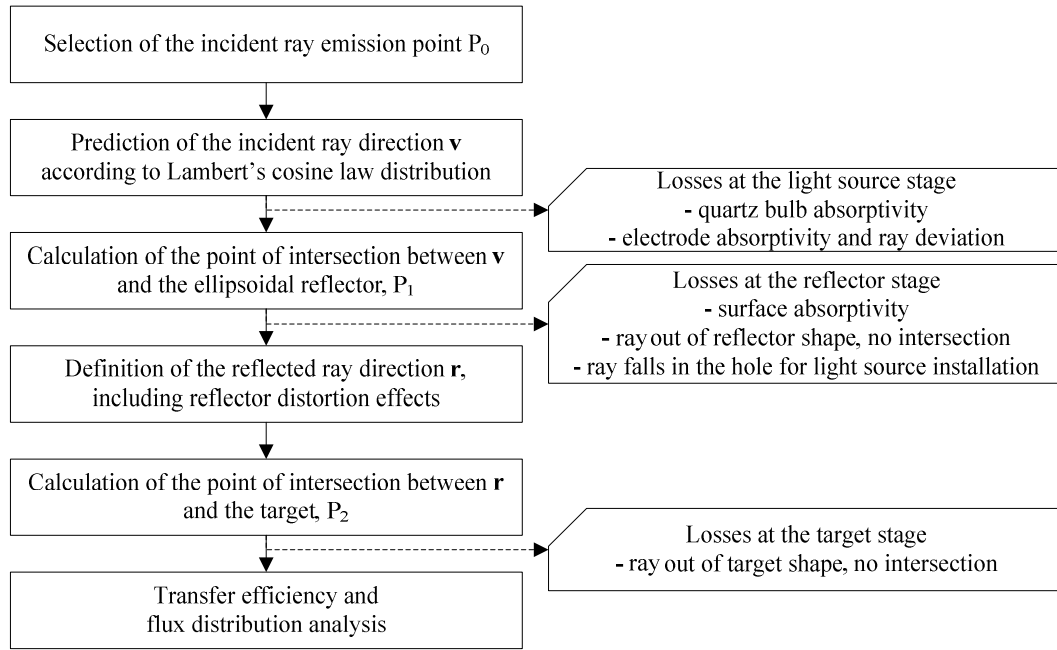 Selection of the incident ray emission point P₀
Prediction of the incident ray direction v
according to Lambert’s cosine law distribution
Losses at the light source stage
- quartz bulb absorptivity
- electrode absorptivity and ray deviation
Calculation of the point of intersection between v
and the ellipsoidal reflector, P₁
Losses at the reflector stage
- surface absorptivity
- ray out of reflector shape, no intersection
- ray falls in the hole for light source installation
Definition of the reflected ray direction r,
including reflector distortion effects
Calculation of the point of intersection between r
and the target, P₂
Losses at the target stage
- ray out of target shape, no intersection
Transfer efficiency and
flux distribution analysis